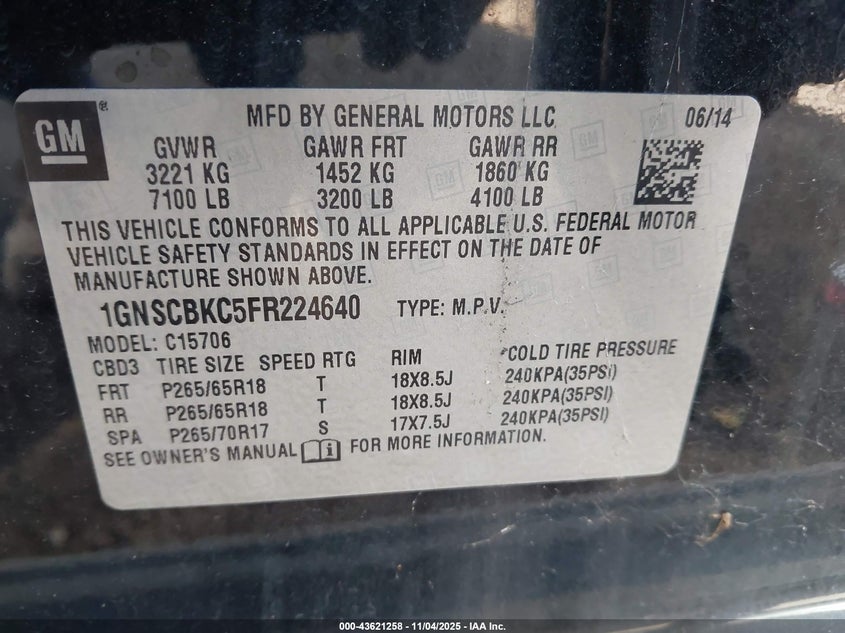 GM
MFD BY GENERAL MOTORS LLC 06/14
GVWR GAWR FRT GAWR RR
3221 KG 1452 KG 1860 KG
7100 LB 3200 LB 4100 LB
THIS VEHICLE CONFORMS TO ALL APPLICABLE U.S. FEDERAL MOTOR
VEHICLE SAFETY STANDARDS IN EFFECT ON THE DATE OF
MANUFACTURE SHOWN ABOVE.
1GNSCBKC5FR224640 TYPE: M.P.V.
MODEL: C15706
CBD3 TIRE SIZE SPEED RTG RIM COLD TIRE PRESSURE
FRT P265/65R18 T 18X8.5J 240KPA(35PSI)
RR P265/65R18 T 18X8.5J 240KPA(35PSI)
SPA P265/70R17 S 17X7.5J 240KPA(35PSI)
SEE OWNER'S MANUAL FOR MORE INFORMATION.
000-43621258 - 11/04/2025 - IAA Inc.